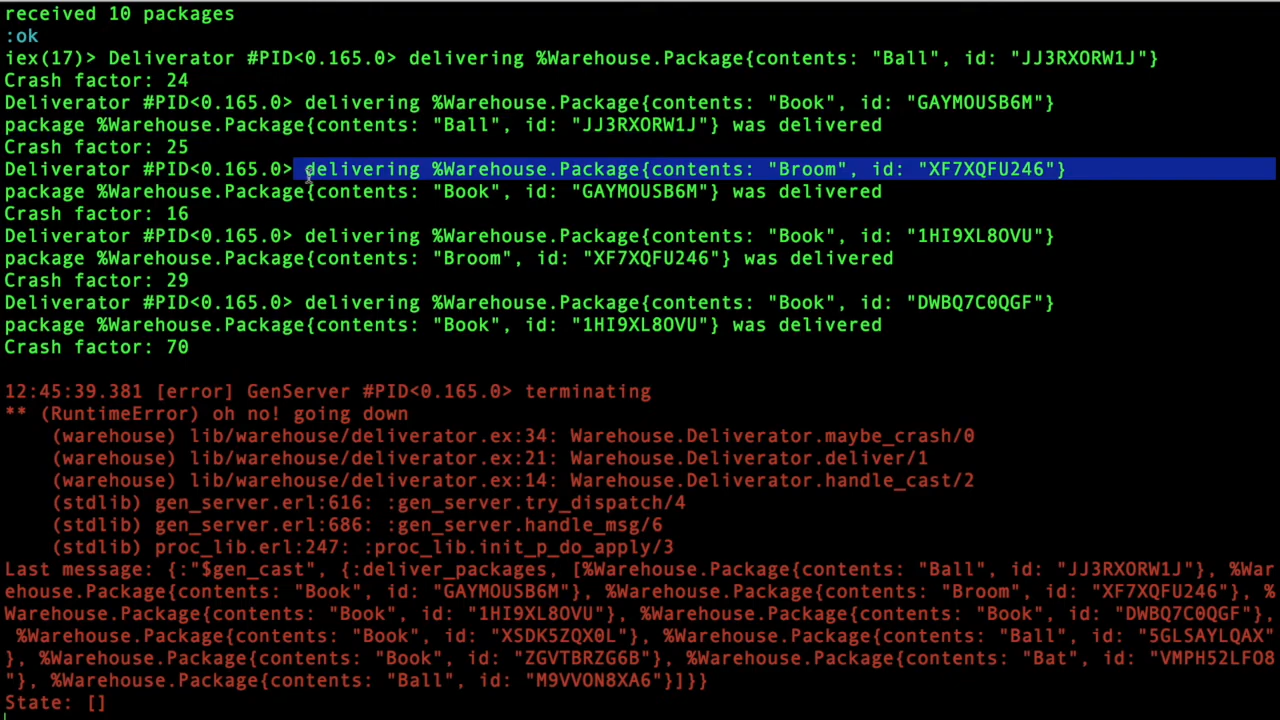 received 10 packages
:ok
iex(17)> Deliverator #PID<0.165.0> delivering %Warehouse.Package{contents: "Ball", id: "JJ3RXORW1J"}
Crash factor: 24
Deliverator #PID<0.165.0> delivering %Warehouse.Package{contents: "Book", id: "GAYMOUSB6M"}
package %Warehouse.Package{contents: "Ball", id: "JJ3RXORW1J"} was delivered
Crash factor: 25
Deliverator #PID<0.165.0> delivering %Warehouse.Package{contents: "Broom", id: "XF7XQFU246"}
package %Warehouse.Package{contents: "Book", id: "GAYMOUSB6M"} was delivered
Crash factor: 16
Deliverator #PID<0.165.0> delivering %Warehouse.Package{contents: "Book", id: "1HI9XL8OVU"}
package %Warehouse.Package{contents: "Broom", id: "XF7XQFU246"} was delivered
Crash factor: 29
Deliverator #PID<0.165.0> delivering %Warehouse.Package{contents: "Book", id: "DWBQ7C0QGF"}
package %Warehouse.Package{contents: "Book", id: "1HI9XL8OVU"} was delivered
Crash factor: 70
12:45:39.381 [error] GenServer #PID<0.165.0> terminating
** (RuntimeError) oh no! going down
    (warehouse) lib/warehouse/deliverator.ex:34: Warehouse.Deliverator.maybe_crash/0
    (warehouse) lib/warehouse/deliverator.ex:21: Warehouse.Deliverator.deliver/1
    (warehouse) lib/warehouse/deliverator.ex:14: Warehouse.Deliverator.handle_cast/2
    (stdlib) gen_server.erl:616: :gen_server.try_dispatch/4
    (stdlib) gen_server.erl:686: :gen_server.handle_msg/6
    (stdlib) proc_lib.erl:247: :proc_lib.init_p_do_apply/3
Last message: {:"$gen_cast", {:deliver_packages, [%Warehouse.Package{contents: "Ball", id: "JJ3RXORW1J"}, %War
ehouse.Package{contents: "Book", id: "GAYMOUSB6M"}, %Warehouse.Package{contents: "Broom", id: "XF7XQFU246"}, %
Warehouse.Package{contents: "Book", id: "1HI9XL8OVU"}, %Warehouse.Package{contents: "Book", id: "DWBQ7C0QGF"},
 %Warehouse.Package{contents: "Book", id: "XSDK5ZQX0L"}, %Warehouse.Package{contents: "Ball", id: "5GLSAYLQAX"
}, %Warehouse.Package{contents: "Book", id: "ZGVTBRZG6B"}, %Warehouse.Package{contents: "Bat", id: "VMPH52LFO8
"}, %Warehouse.Package{contents: "Ball", id: "M9VVON8XA6"}]}}
State: []